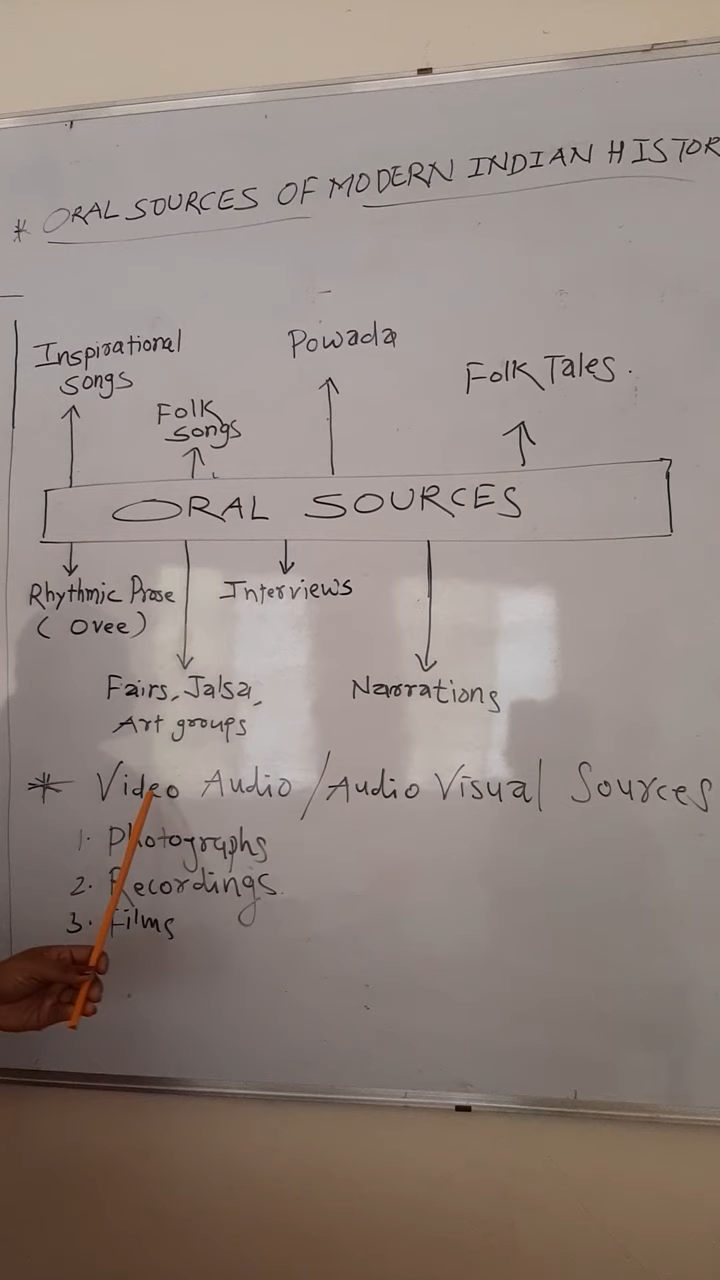 * ORAL SOURCES OF MODERN INDIAN HISTOR
Inspirational
songs
Folk
songs
Powada
Folk Tales.
ORAL SOURCES
Rhythmic Prose
(Ovee)
Interviews
Fairs, Jalsa,
Art groups
Narrations
* Video Audio/Audio Visual Sources
1. Photographs
2. Recordings.
3. Films